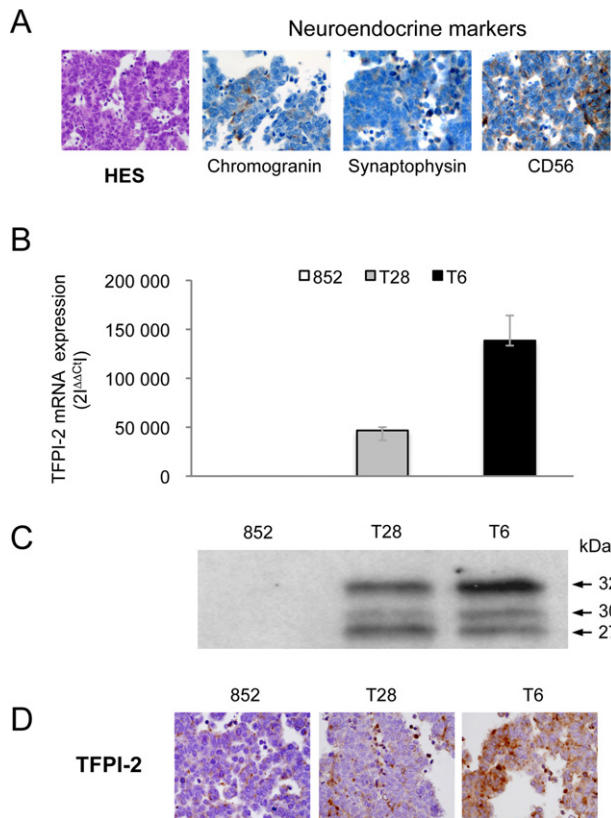 A
Neuroendocrine markers
HES
Chromogranin
Synaptophysin
CD56
B
TFPI-2 mRNA expression
(2|ΔΔCt|)
200 000
150 000
100 000
50 000
0
852 T28 T6
C
852 T28 T6
kDa
32
27
D
852 T28 T6
TFPI-2